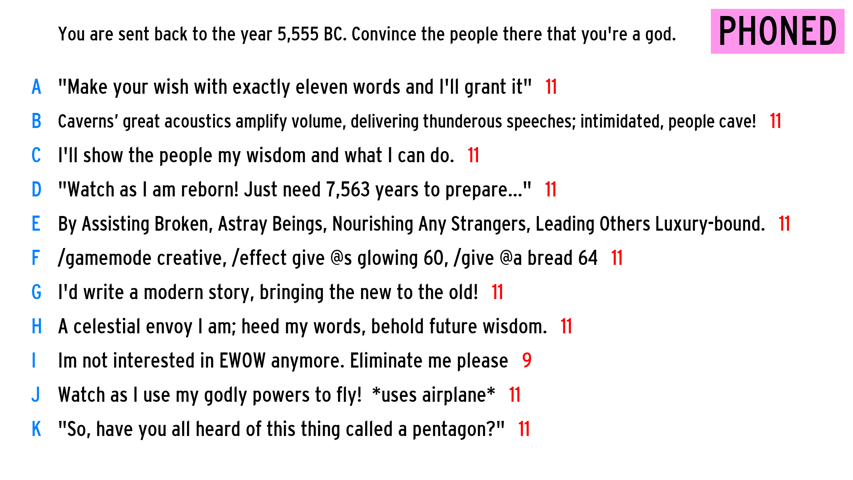 You are sent back to the year 5,555 BC. Convince the people there that you're a god.
PHONED
A "Make your wish with exactly eleven words and I'll grant it" 11
B Caverns’ great acoustics amplify volume, delivering thunderous speeches; intimidated, people cave! 11
C I'll show the people my wisdom and what I can do. 11
D "Watch as I am reborn! Just need 7,563 years to prepare..." 11
E By Assisting Broken, Astray Beings, Nourishing Any Strangers, Leading Others Luxury-bound. 11
F /gamemode creative, /effect give @s glowing 60, /give @a bread 64 11
G I'd write a modern story, bringing the new to the old! 11
H A celestial envoy I am; heed my words, behold future wisdom. 11
I Im not interested in EWOW anymore. Eliminate me please 9
J Watch as I use my godly powers to fly! *uses airplane* 11
K "So, have you all heard of this thing called a pentagon?" 11